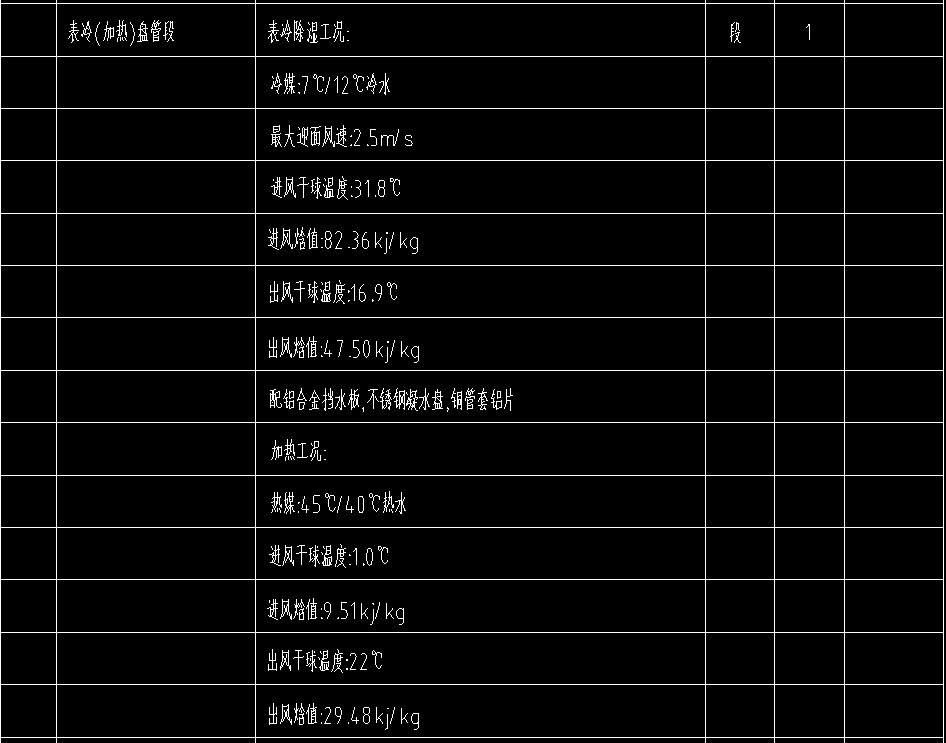 表冷(加热)盘管段 表冷除湿工况: 段 1
冷媒:7℃/12℃冷水
最大迎面风速:2.5m/s
进风干球温度:31.8℃
进风焓值:82.36kj/kg
出风干球温度:16.9℃
出风焓值:47.50kj/kg
配铝合金挡水板,不锈钢凝水盘,铜管套铝片
加热工况:
热媒:45℃/40℃热水
进风干球温度:1.0℃
进风焓值:9.51kj/kg
出风干球温度:22℃
出风焓值:29.48kj/kg